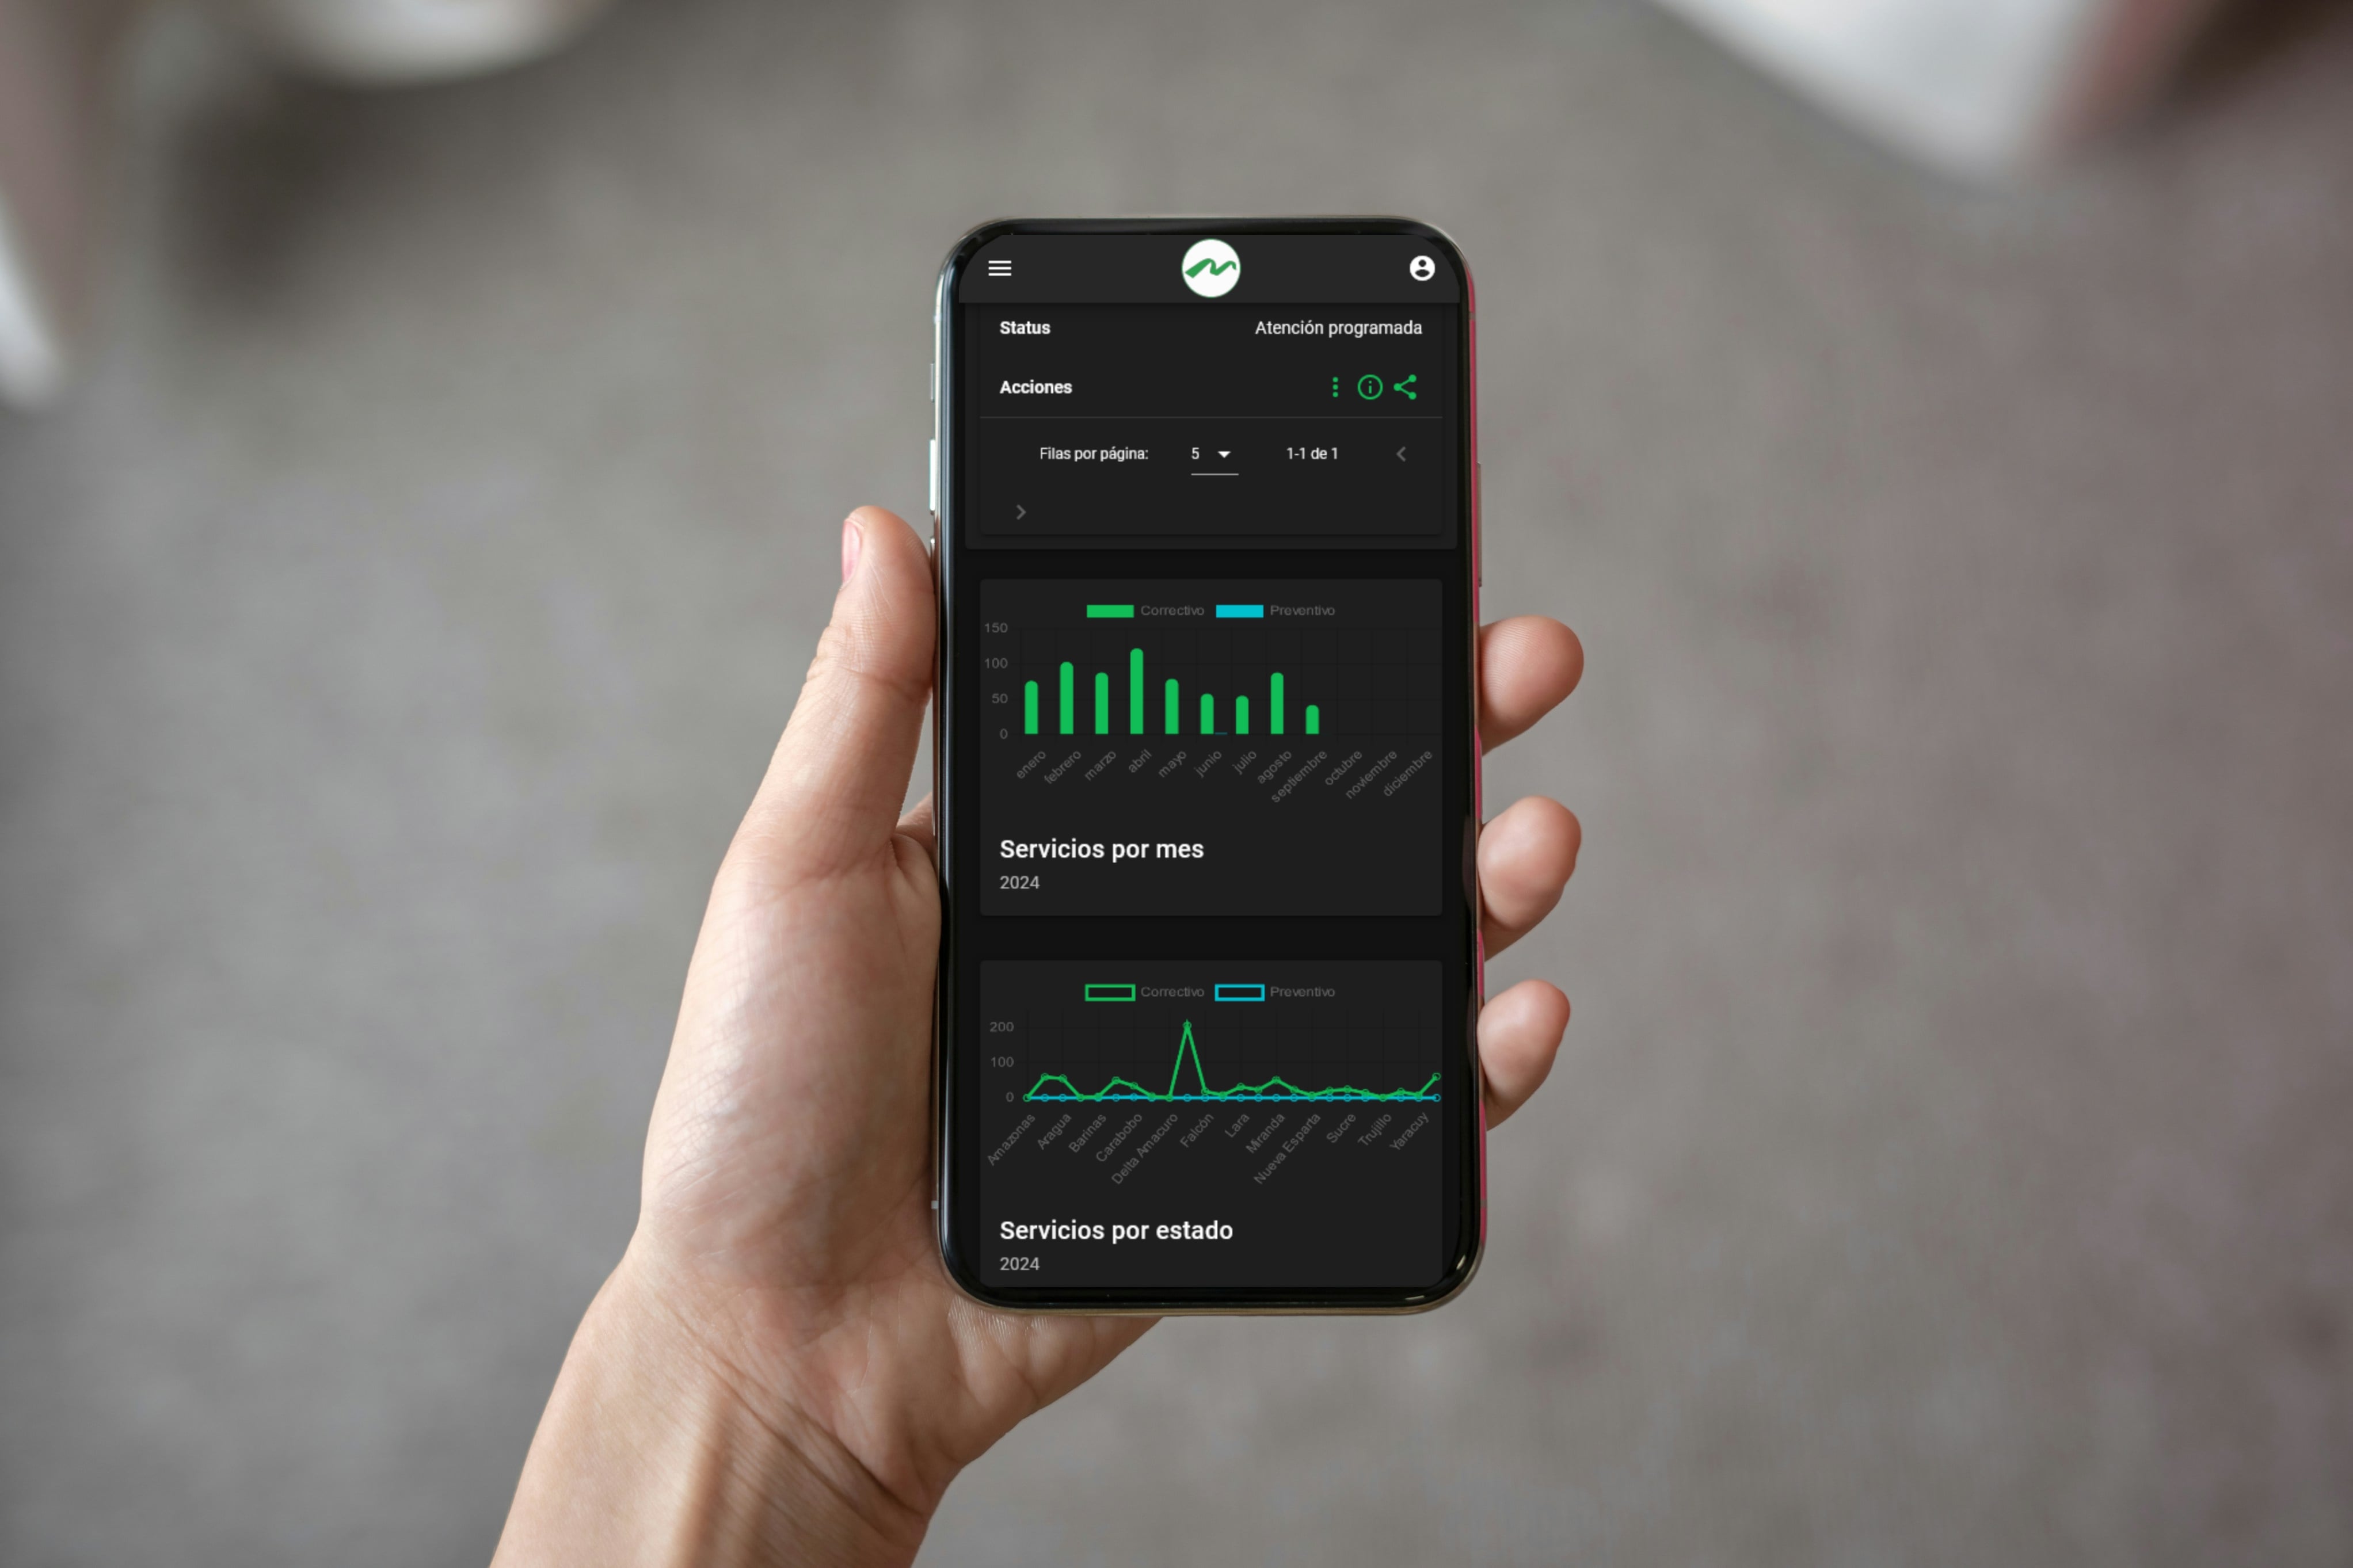 Status Atención programada
Acciones
Filas por página: 5 1-1 de 1
Correctivo Preventivo
150
100
50
0
enero febrero marzo abril mayo junio julio agosto septiembre octubre noviembre diciembre
Servicios por mes
2024
Correctivo Preventivo
200
100
0
Amazonas Aragua Barinas Carabobo Delta Amacuro Falcón Lara Miranda Nueva Esparta Sucre Trujillo Yaracuy
Servicios por estado
2024